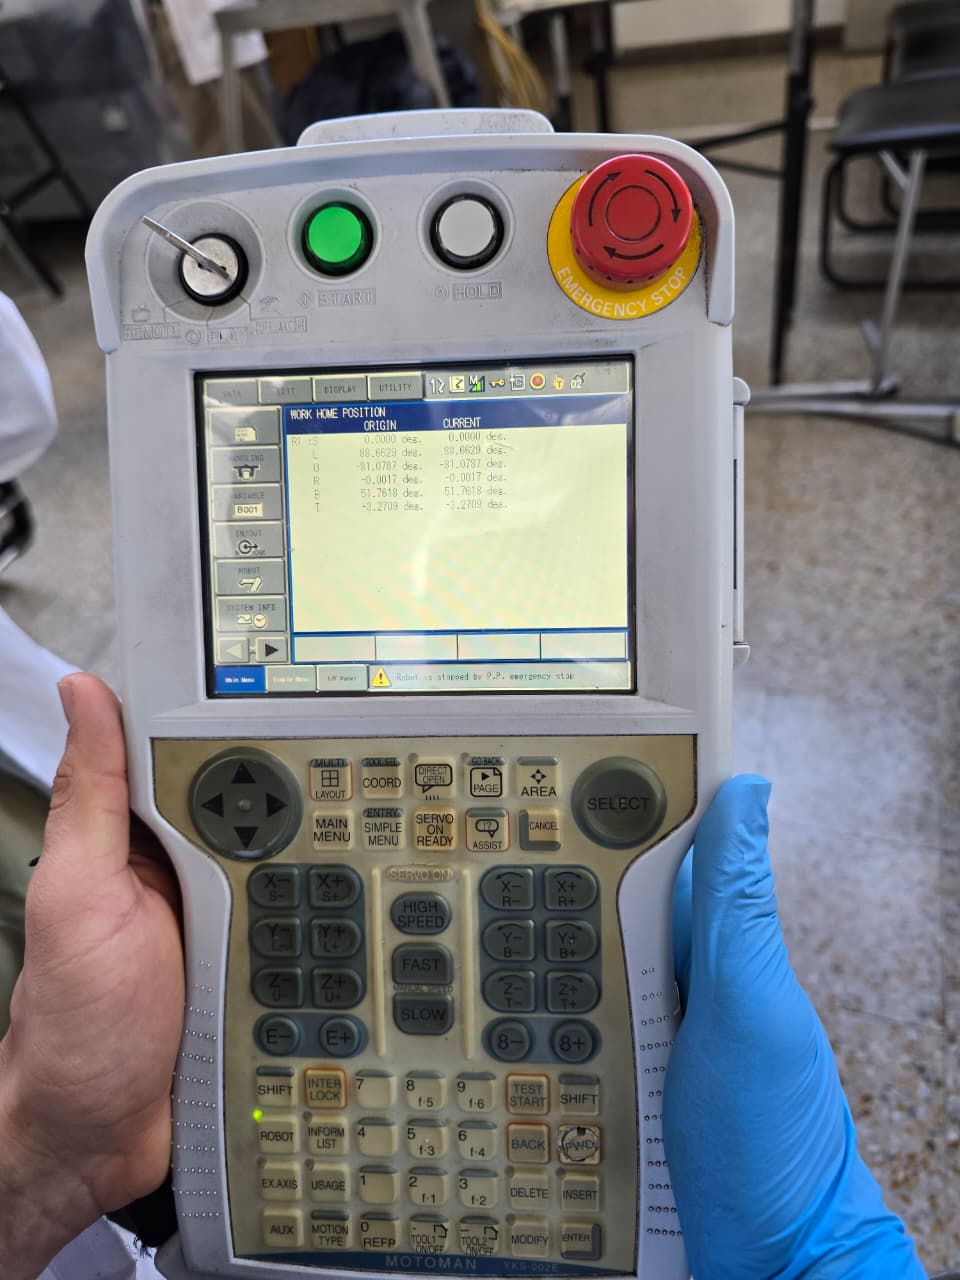 START
HOLD
EMERGENCY STOP
REMOTE
PLAY
TEACH
EDIT
DISPLAY
UTILITY
02
WORK HOME POSITION
ORIGIN CURRENT
R1 :S 0.0000 deg. 0.0000 deg.
L 88.6629 deg. 88.6629 deg.
U -81.0787 deg. -81.0787 deg.
R -0.0017 deg. -0.0017 deg.
B 51.7618 deg. 51.7618 deg.
T -3.2709 deg. -3.2709 deg.
HANDLING
VARIABLE
B001
IN/OUT
ROBOT
SYSTEM INFO
Main Menu Simple Menu I/F Panel Robot is stopped by P.P. emergency stop
MULTI LAYOUT
TOOL SEL COORD
DIRECT OPEN
GO BACK PAGE
AREA
SELECT
MAIN MENU
ENTRY SIMPLE MENU
SERVO ON READY
!? ASSIST
CANCEL
SERVO ON
X- S-
X+ S+
HIGH SPEED
X- R-
X+ R+
Y- L-
Y+ L+
Y- B-
Y+ B+
FAST
Z- U-
Z+ U+
MANUAL SPEED
Z- T-
Z+ T+
SLOW
E-
E+
8-
8+
SHIFT
INTER LOCK
7
8 f·5
9 f·6
TEST START
SHIFT
ROBOT
INFORM LIST
4
5 f·3
6 f·4
BACK
FWD
EX.AXIS
USAGE
1
2 f·1
3 f·2
DELETE
INSERT
AUX
MOTION TYPE
0 REFP
. TOOL1 ON/OFF
- TOOL2 ON/OFF
MODIFY
ENTER
MOTOMAN YKS-002E